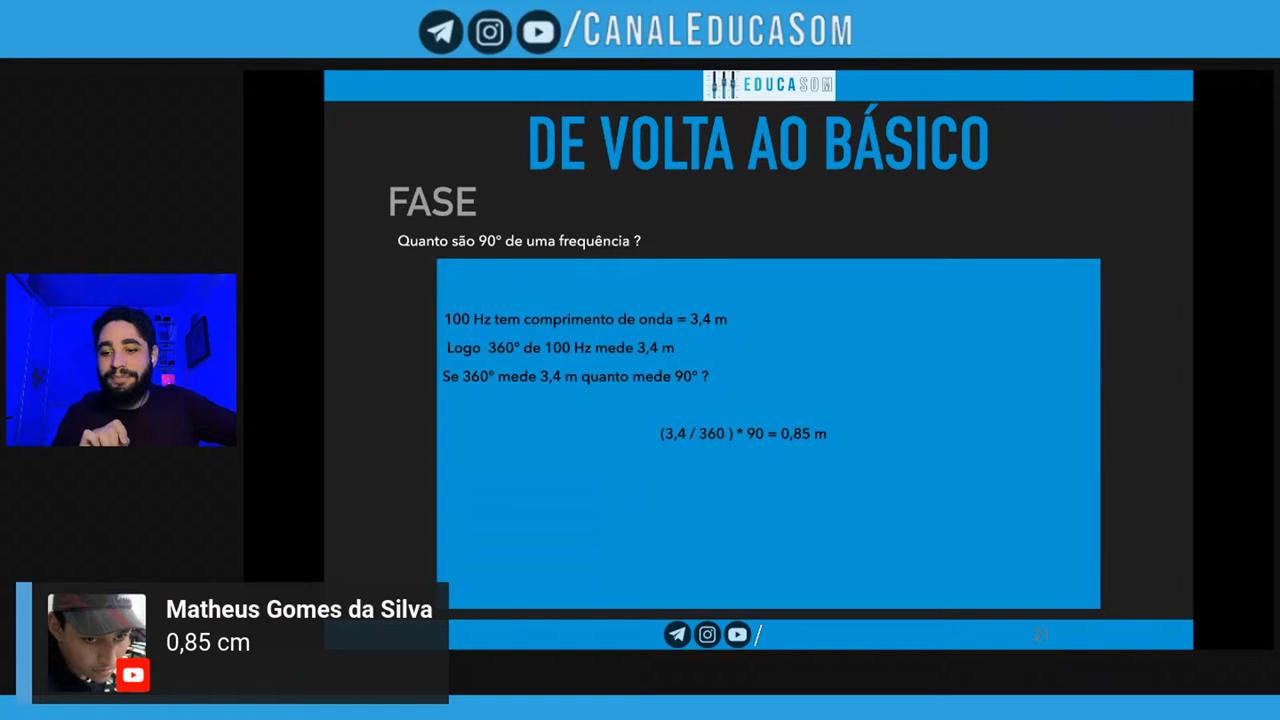 /CANALEDUCASOM
EDUCASOM
DE VOLTA AO BÁSICO
FASE
Quanto são 90° de uma frequência ?
100 Hz tem comprimento de onda = 3,4 m
Logo 360° de 100 Hz mede 3,4 m
Se 360° mede 3,4 m quanto mede 90° ?
(3,4 / 360 ) * 90 = 0,85 m
Matheus Gomes da Silva
0,85 cm
/
21